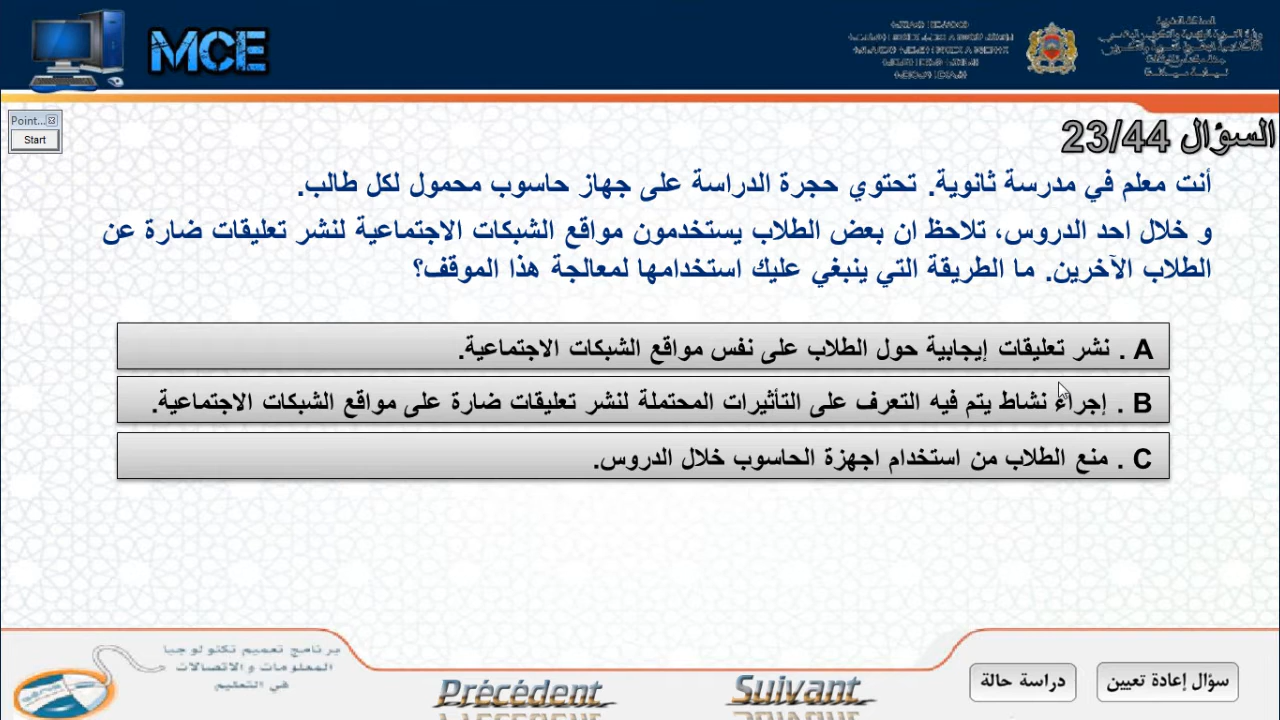 MCE
Point...
Start
السؤال 23/44
أنت معلم في مدرسة ثانوية. تحتوي حجرة الدراسة على جهاز حاسوب محمول لكل طالب.
و خلال احد الدروس، تلاحظ ان بعض الطلاب يستخدمون مواقع الشبكات الاجتماعية لنشر تعليقات ضارة عن
الطلاب الآخرين. ما الطريقة التي ينبغي عليك استخدامها لمعالجة هذا الموقف؟
A . نشر تعليقات إيجابية حول الطلاب على نفس مواقع الشبكات الاجتماعية.
B . إجراء نشاط يتم فيه التعرف على التأثيرات المحتملة لنشر تعليقات ضارة على مواقع الشبكات الاجتماعية.
C . منع الطلاب من استخدام اجهزة الحاسوب خلال الدروس.
برنامج تعميم تكنولوجيا
المعلومات والاتصالات
في التعليم
Précédent
Suivant
دراسة حالة
سؤال إعادة تعيين